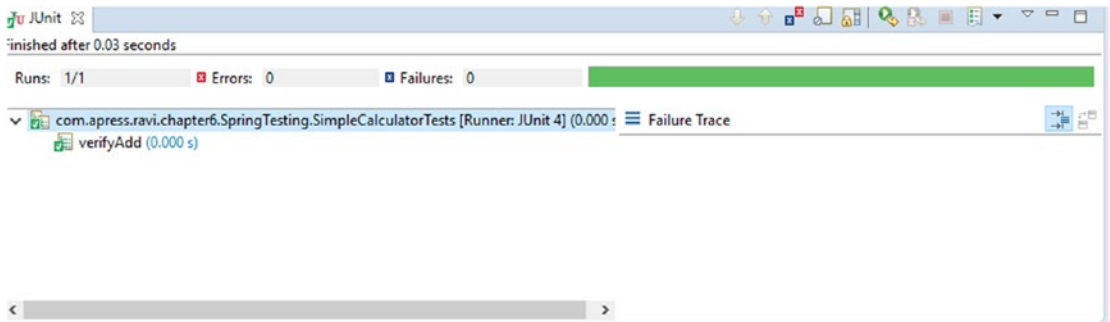 JUnit
Finished after 0.03 seconds
Runs: 1/1 Errors: 0 Failures: 0
com.apress.ravi.chapter6.SpringTesting.SimpleCalculatorTests [Runner: JUnit 4] (0.000 s
Failure Trace
verifyAdd (0.000 s)